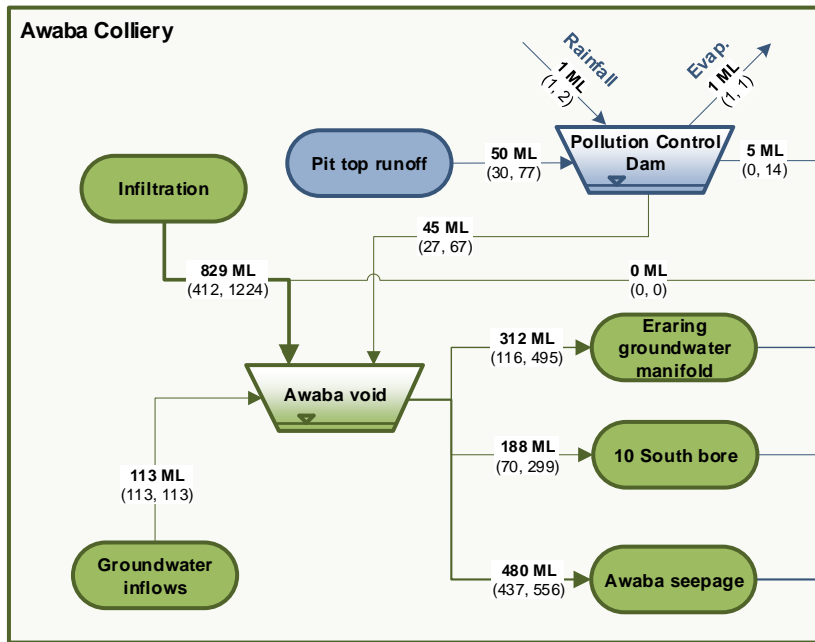 Awaba Colliery
Rainfall
1 ML
(1, 2)
Evap.
1 ML
(1, 1)
Pollution Control
Dam
Pit top runoff
50 ML
(30, 77)
5 ML
(0, 14)
Infiltration
45 ML
(27, 67)
829 ML
(412, 1224)
0 ML
(0, 0)
312 ML
(116, 495)
Eraring
groundwater
manifold
Awaba void
188 ML
(70, 299)
10 South bore
113 ML
(113, 113)
Groundwater
inflows
480 ML
(437, 556)
Awaba seepage